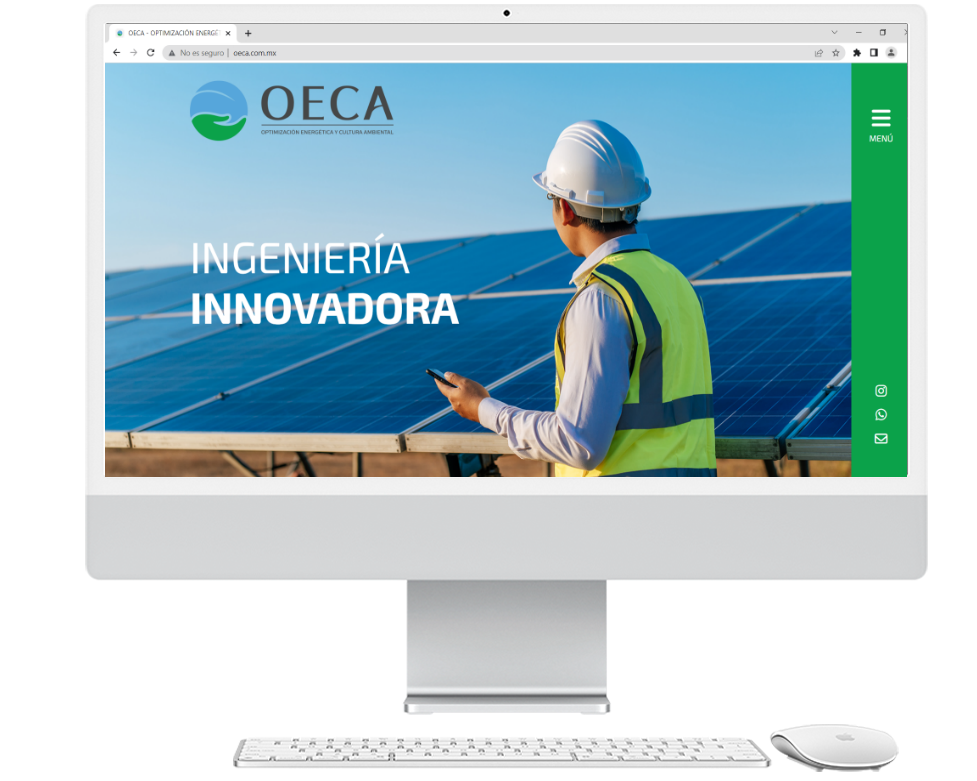 OECA - OPTIMIZACIÓN ENERGÉ
No es seguro | oeca.com.mx
OECA
OPTIMIZACIÓN ENERGÉTICA Y CULTURA AMBIENTAL
MENÚ
INGENIERÍA
INNOVADORA